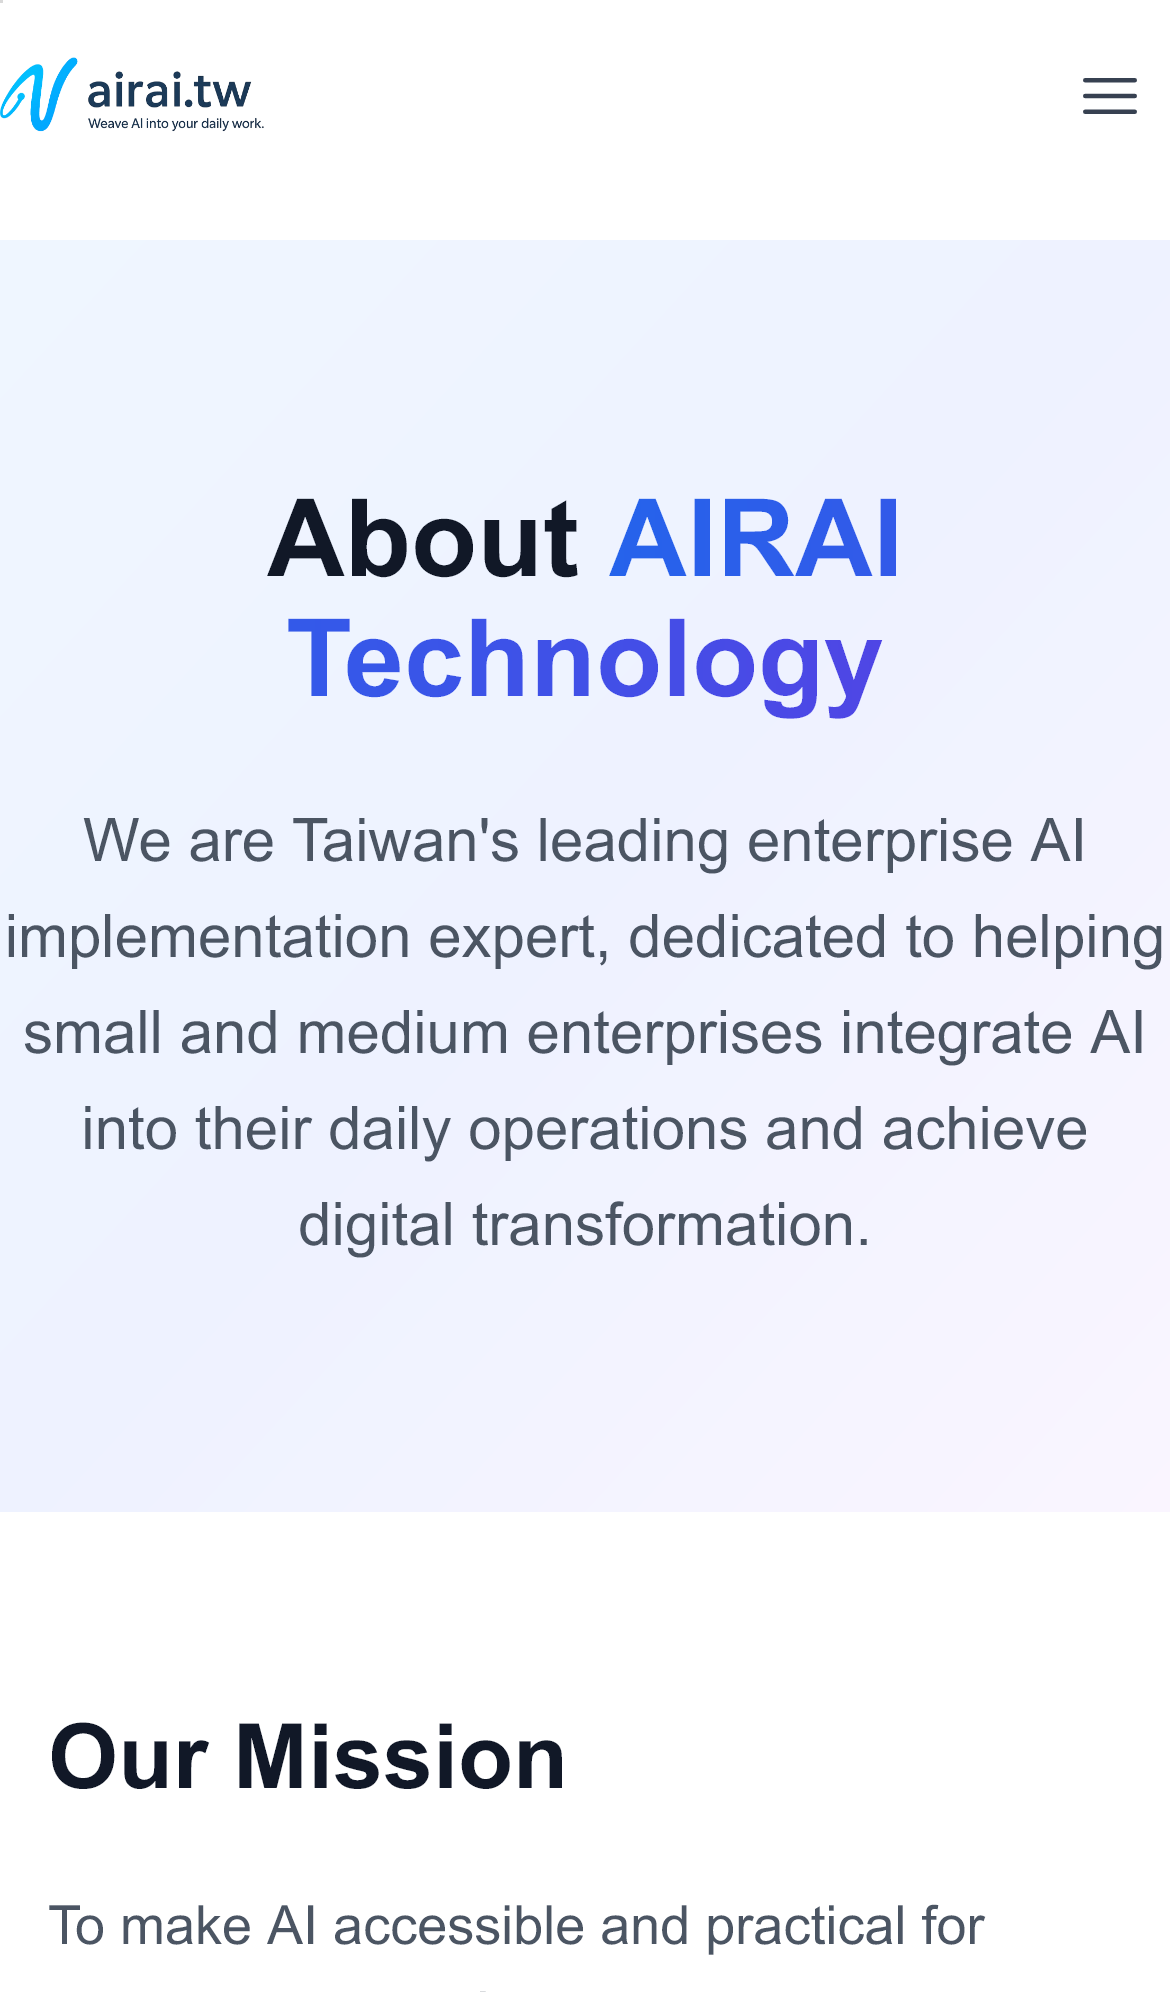 airai.tw
Weave AI into your daily work.
About AIRAI
Technology
We are Taiwan's leading enterprise AI
implementation expert, dedicated to helping
small and medium enterprises integrate AI
into their daily operations and achieve
digital transformation.
Our Mission
To make AI accessible and practical for